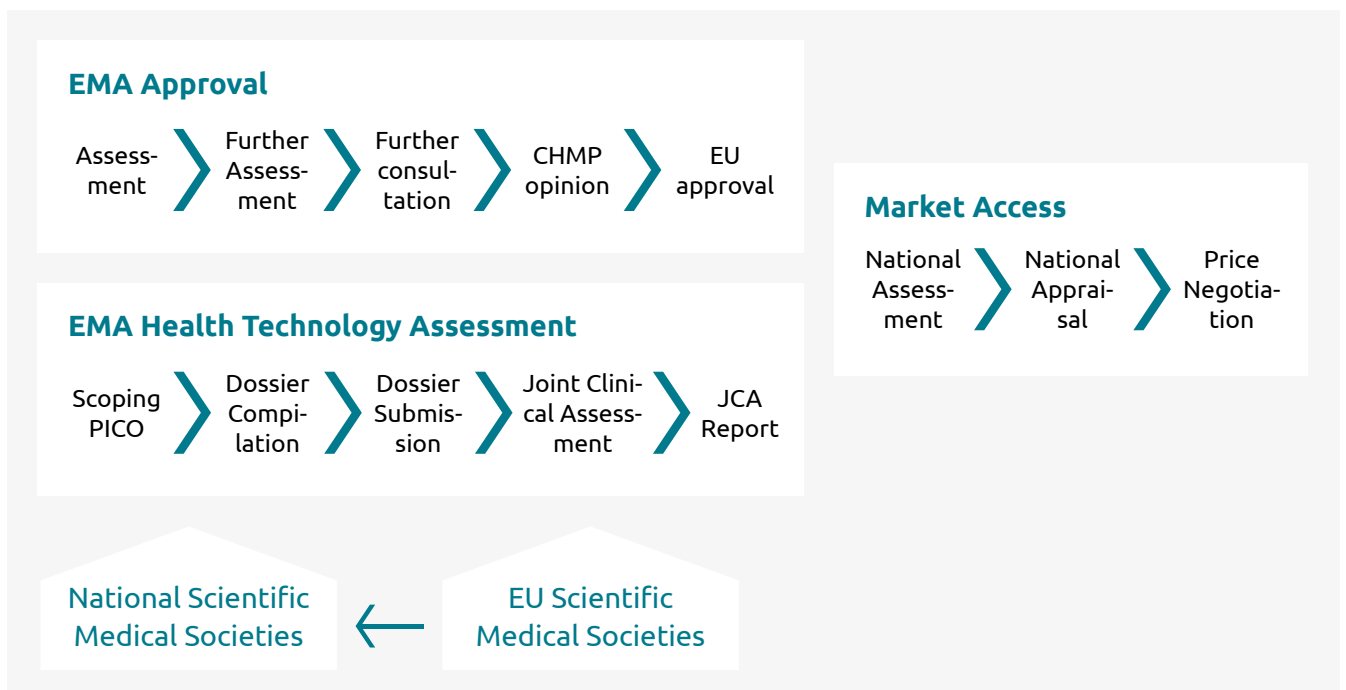 EMA Approval
Assess-
ment
Further
Assess-
ment
Further
consul-
tation
CHMP
opinion
EU
approval
EMA Health Technology Assessment
Scoping
PICO
Dossier
Compi-
lation
Dossier
Submis-
sion
Joint Clini-
cal Assess-
ment
JCA
Report
Market Access
National
Assess-
ment
National
Apprai-
sal
Price
Negotia-
tion
National Scientific
Medical Societies
EU Scientific
Medical Societies